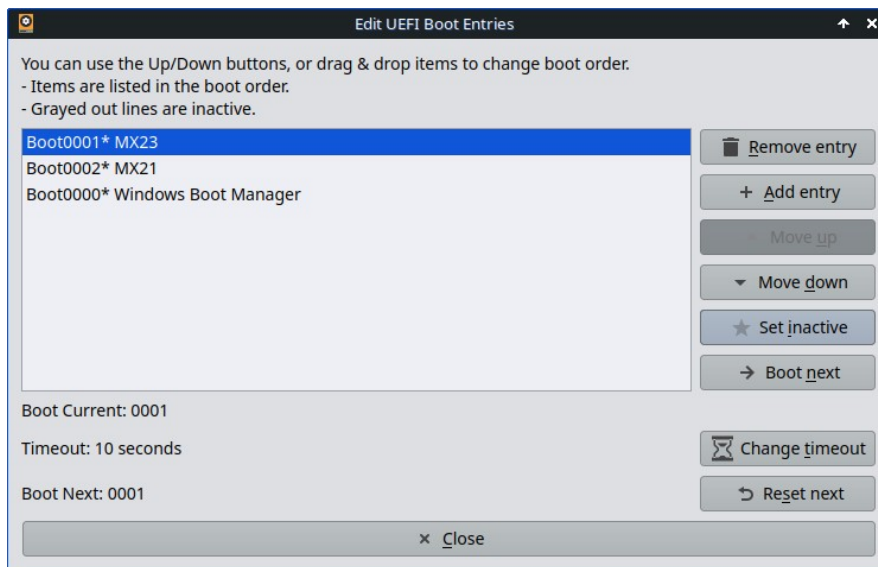 Edit UEFI Boot Entries
You can use the Up/Down buttons, or drag & drop items to change boot order.
- Items are listed in the boot order.
- Grayed out lines are inactive.
Boot0001* MX23
Boot0002* MX21
Boot0000* Windows Boot Manager
Remove entry
Add entry
Move up
Move down
Set inactive
Boot next
Boot Current: 0001
Timeout: 10 seconds
Change timeout
Boot Next: 0001
Reset next
Close